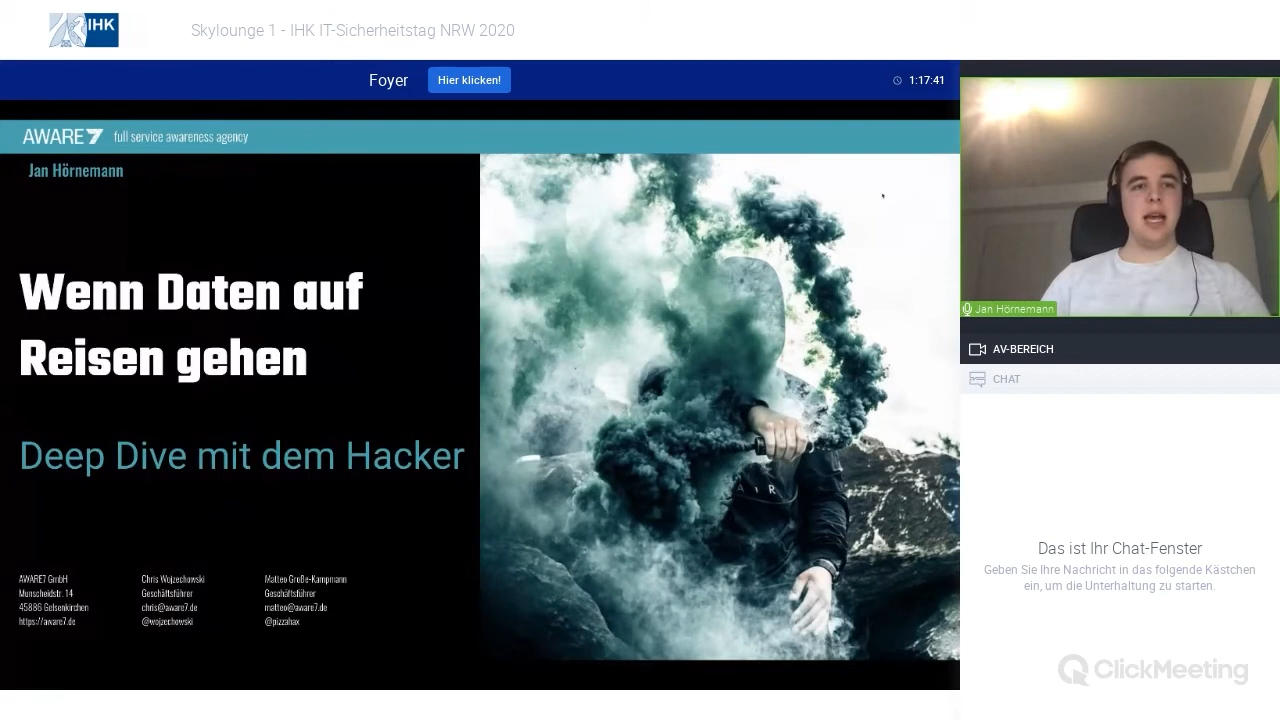 IHK
Skylounge 1 - IHK IT-Sicherheitstag NRW 2020
Foyer
Hier klicken!
1:17:41
AWARE7 full service awareness agency
Jan Hörnemann
Wenn Daten auf
Reisen gehen
Deep Dive mit dem Hacker
AIR
AWARE7 GmbH
Munscheidstr. 14
45886 Gelsenkirchen
https://aware7.de
Chris Wojzechowski
Geschäftsführer
chris@aware7.de
@wojzechowski
Matteo Große-Kampmann
Geschäftsführer
matteo@aware7.de
@pizzahax
Jan Hörnemann
AV-BEREICH
CHAT
Das ist Ihr Chat-Fenster
Geben Sie Ihre Nachricht in das folgende Kästchen
ein, um die Unterhaltung zu starten.
ClickMeeting